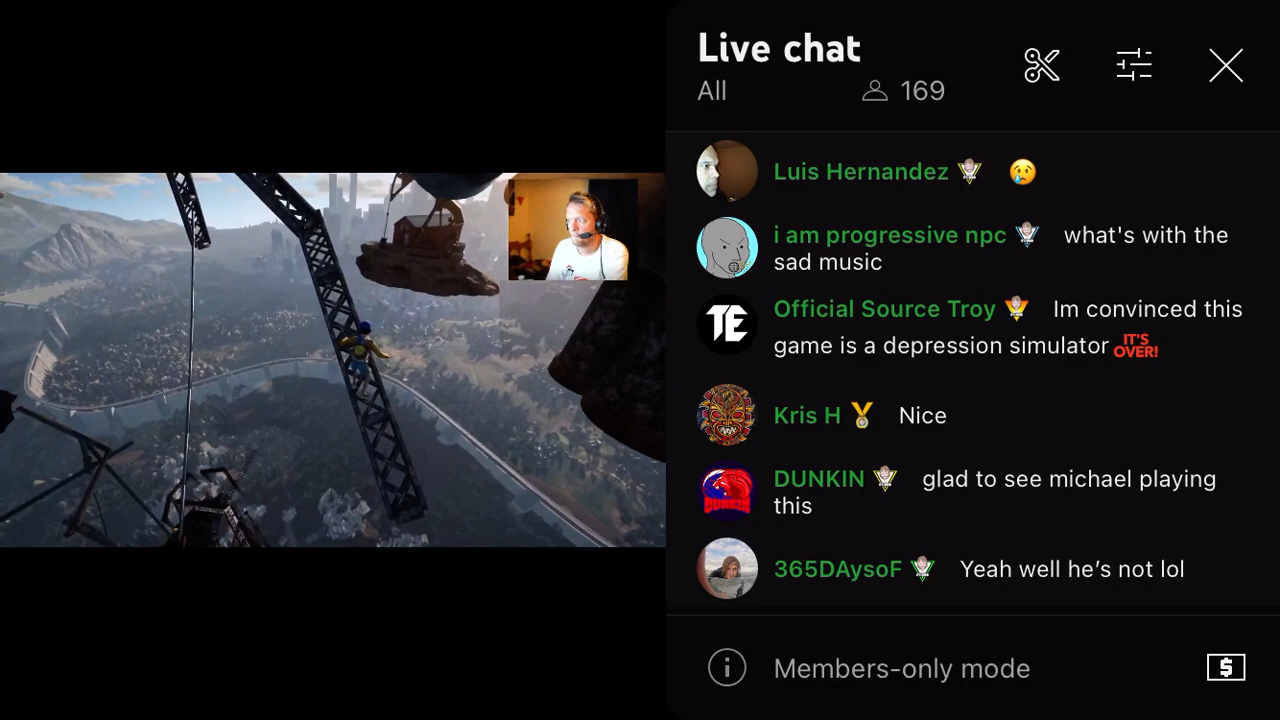 Live chat
All 169
Luis Hernandez
i am progressive npc what's with the
sad music
TE
Official Source Troy Im convinced this
game is a depression simulator IT'S OVER!
Kris H Nice
DUNKIN glad to see michael playing
DUNKIN
this
365DAysoF Yeah well he’s not lol
Members-only mode
$